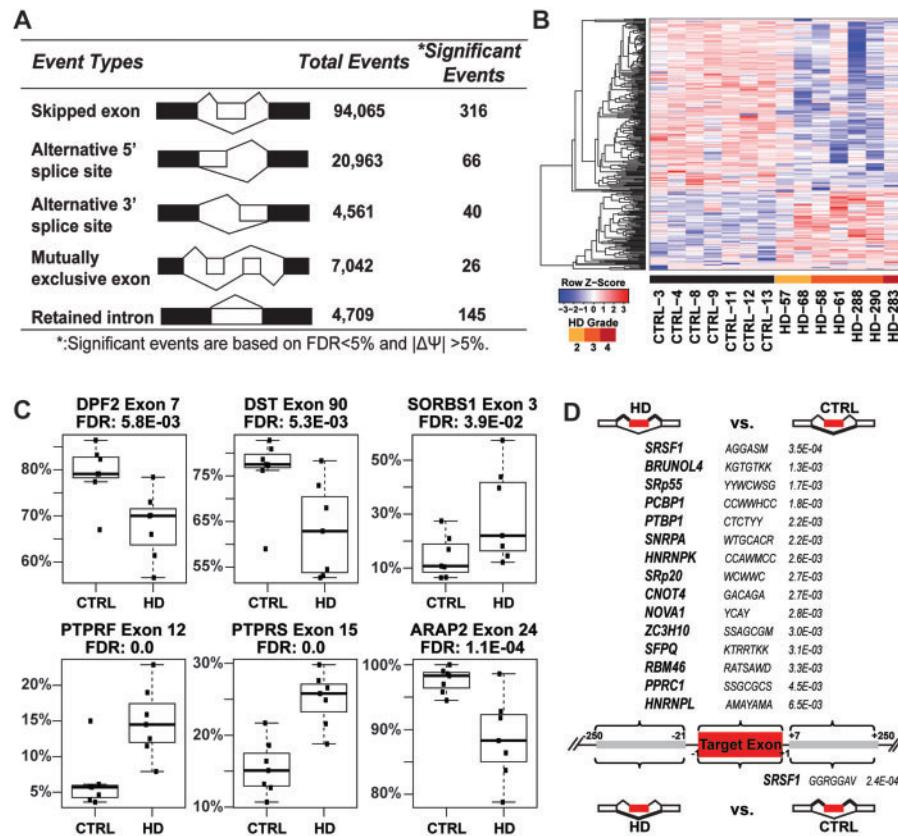 A
Event Types Total Events *Significant Events
Skipped exon 94,065 316
Alternative 5' splice site 20,963 66
Alternative 3' splice site 4,561 40
Mutually exclusive exon 7,042 26
Retained intron 4,709 145
*:Significant events are based on FDR<5% and |ΔΨ| >5%.
B
Row Z-Score
-3-2-1 0 1 2 3
HD Grade
2 3 4
CTRL-3
CTRL-4
CTRL-8
CTRL-9
CTRL-11
CTRL-12
CTRL-13
HD-57
HD-68
HD-58
HD-61
HD-288
HD-290
HD-283
C
DPF2 Exon 7
FDR: 5.8E-03
80%
70%
60%
CTRL HD
DST Exon 90
FDR: 5.3E-03
75%
65%
55%
CTRL HD
SORBS1 Exon 3
FDR: 3.9E-02
50%
30%
10%
CTRL HD
PTPRF Exon 12
FDR: 0.0
20%
15%
10%
5%
CTRL HD
PTPRS Exon 15
FDR: 0.0
30%
20%
10%
CTRL HD
ARAP2 Exon 24
FDR: 1.1E-04
100%
90%
80%
CTRL HD
D
HD vs. CTRL
SRSF1 AGGASM 3.5E-04
BRUNOL4 KGTGTKK 1.3E-03
SRp55 YYWCWSG 1.7E-03
PCBP1 CCWWHCC 1.8E-03
PTBP1 CTCTYY 2.2E-03
SNRPA WTGCACR 2.2E-03
HNRNPK CCAWMCC 2.6E-03
SRp20 WCWWC 2.7E-03
CNOT4 GACAGA 2.7E-03
NOVA1 YCAY 2.8E-03
ZC3H10 SSAGCGM 3.0E-03
SFPQ KTRRTKK 3.1E-03
RBM46 RATSAWD 3.3E-03
PPRC1 SSGCGCS 4.5E-03
HNRNPL AMAYAMA 6.5E-03
-250 -21 -1 Target Exon -1 +7 +250
SRSF1 GGRGGAV 2.4E-04
HD vs. CTRL